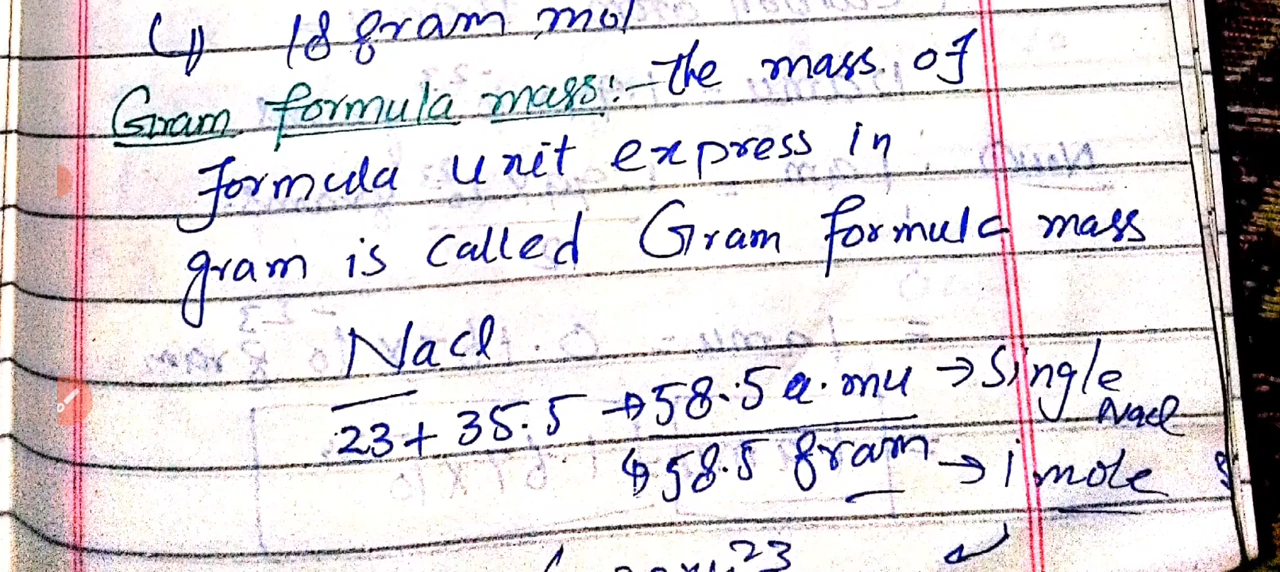 ↳ 18 gram mol
Gram formula mass:- the mass of
formula unit express in
gram is called Gram formula mass
Nacl
23 + 35.5 → 58.5 a.mu → Single Nacl
↳ 58.5 gram → 1 mole
23